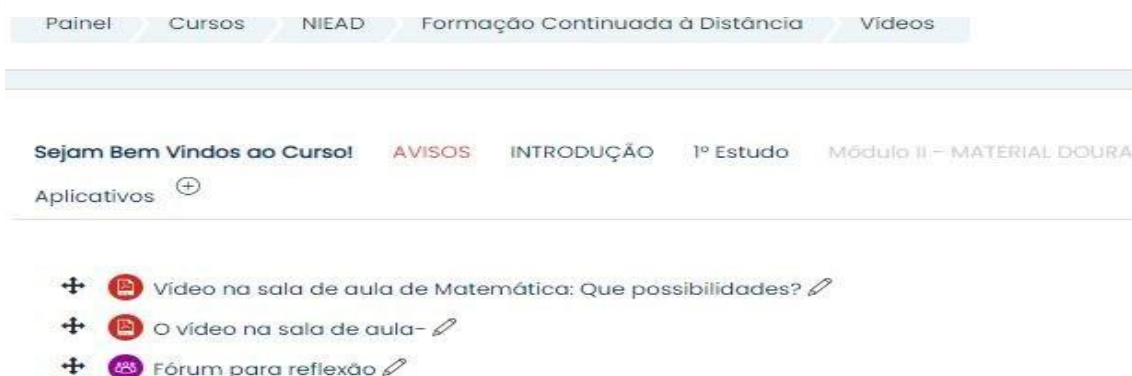 Painel Cursos NIEAD Formação Continuada à Distância Vídeos
Sejam Bem Vindos ao Curso! AVISOS INTRODUÇÃO 1º Estudo Módulo II - MATERIAL DOURA
Aplicativos
Vídeo na sala de aula de Matemática: Que possibilidades?
O vídeo na sala de aula-
Fórum para reflexão